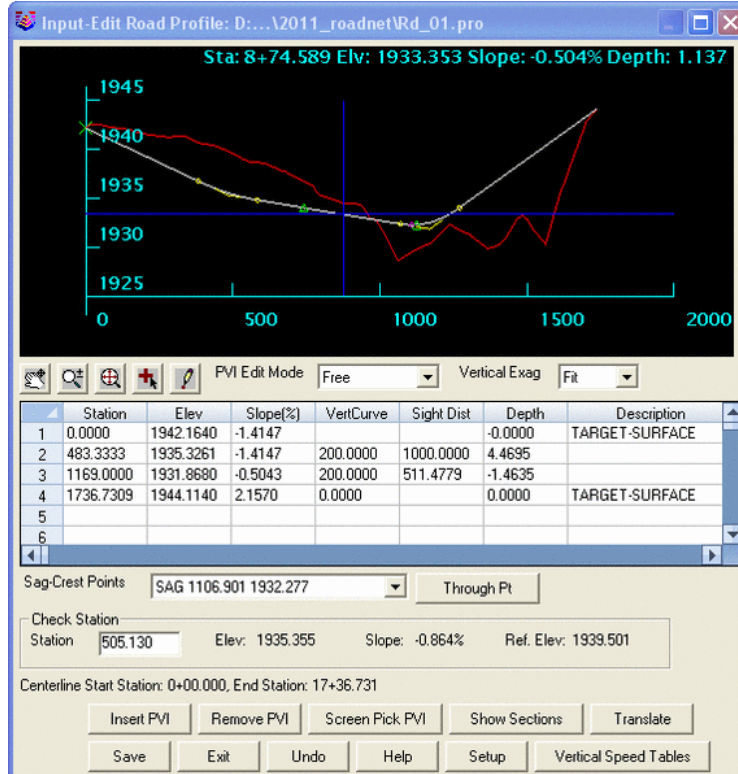 Input-Edit Road Profile: D:...\2011_roadnet\Rd_01.pro
Sta: 8+74.589 Elv: 1933.353 Slope: -0.504% Depth: 1.137
1945
1940
1935
1930
1925
0 500 1000 1500 2000
PVI Edit Mode Free Vertical Exag Fit
Station Elev Slope(%) VertCurve Sight Dist Depth Description
1 0.0000 1942.1640 -1.4147 -0.0000 TARGET-SURFACE
2 483.3333 1935.3261 -1.4147 200.0000 1000.0000 4.4695
3 1169.0000 1931.8680 -0.5043 200.0000 511.4779 -1.4635
4 1736.7309 1944.1140 2.1570 0.0000 0.0000 TARGET-SURFACE
5
6
Sag-Crest Points SAG 1106.901 1932.277 Through Pt
Check Station
Station 505.130 Elev: 1935.355 Slope: -0.864% Ref. Elev: 1939.501
Centerline Start Station: 0+00.000, End Station: 17+36.731
Insert PVI Remove PVI Screen Pick PVI Show Sections Translate
Save Exit Undo Help Setup Vertical Speed Tables